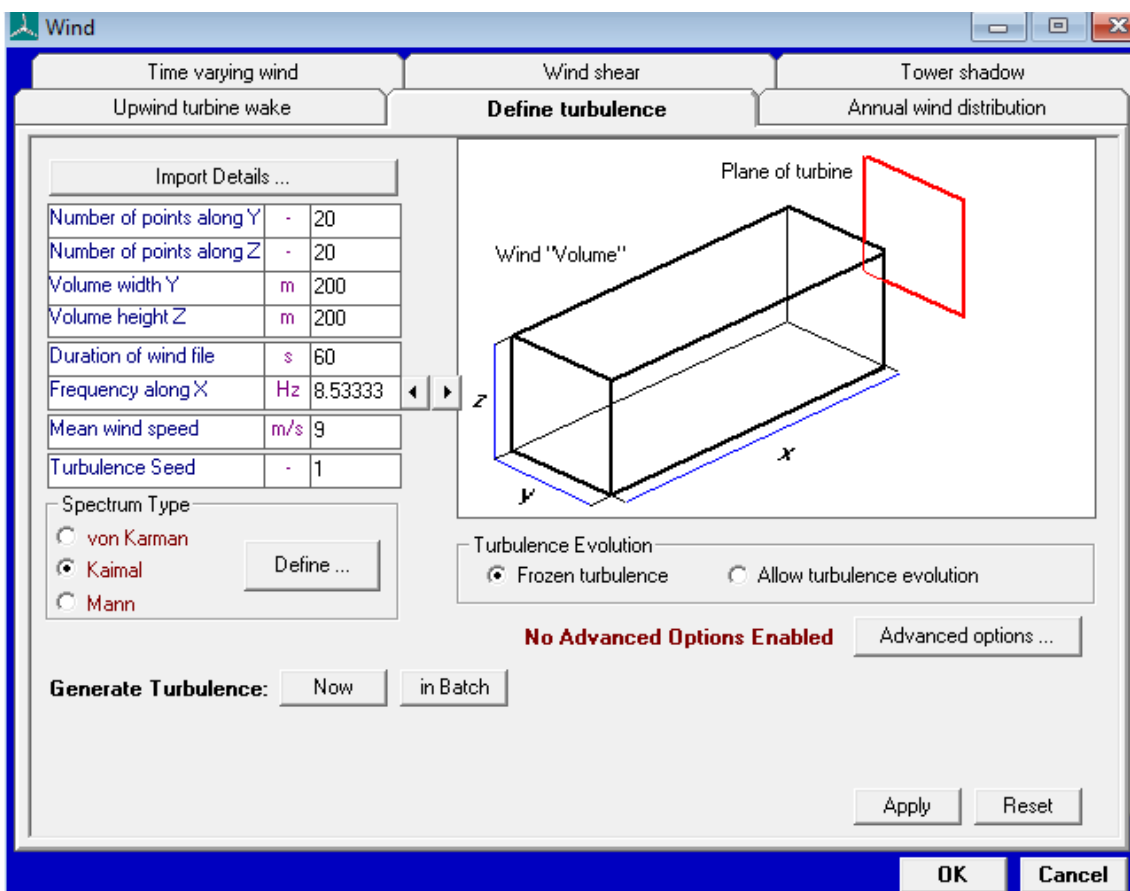 Wind
Time varying wind
Wind shear
Tower shadow
Upwind turbine wake
Define turbulence
Annual wind distribution
Import Details ...
Number of points along Y - 20
Number of points along Z - 20
Volume width Y m 200
Volume height Z m 200
Duration of wind file s 60
Frequency along X Hz 8.53333
Mean wind speed m/s 9
Turbulence Seed - 1
Spectrum Type
von Karman
Kaimal
Mann
Define ...
Plane of turbine
Wind "Volume"
z
x
y
Turbulence Evolution
Frozen turbulence
Allow turbulence evolution
No Advanced Options Enabled
Advanced options ...
Generate Turbulence:
Now
in Batch
Apply
Reset
OK
Cancel